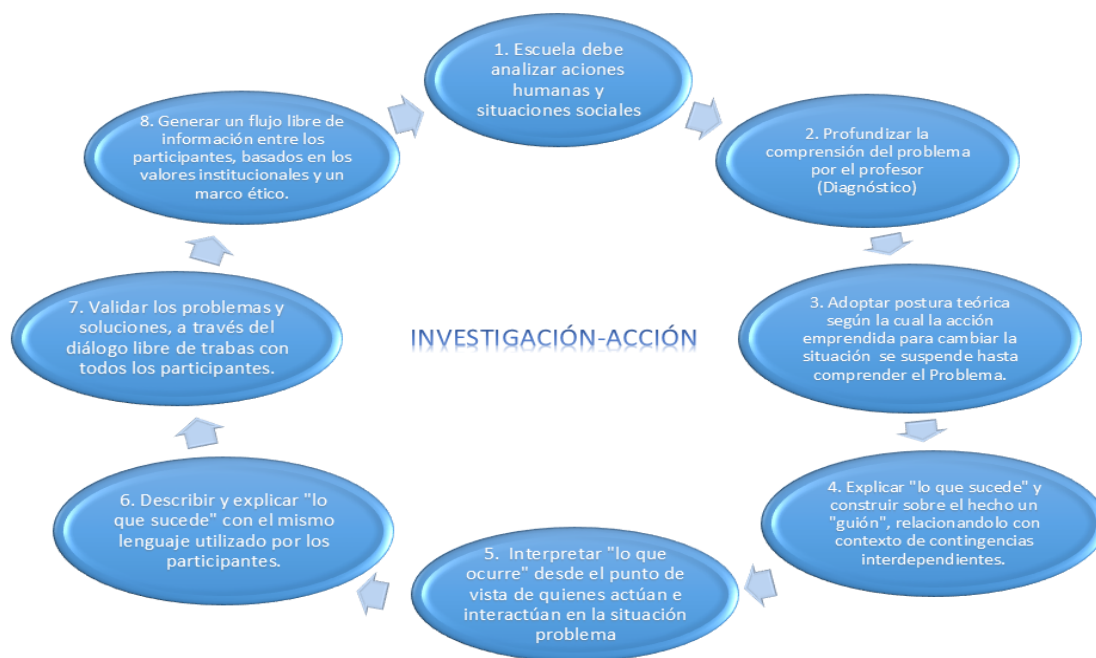 1. Escuela debe
analizar aciones
humanas y
situaciones sociales
2. Profundizar la
comprensión del problema
por el profesor
(Diagnóstico)
3. Adoptar postura teórica
según la cual la acción
emprendida para cambiar la
situación se suspende hasta
comprender el Problema.
4. Explicar "lo que sucede" y
construir sobre el hecho un
"guión", relacionandolo con
contexto de contingencias
interdependientes.
5. Interpretar "lo que
ocurre" desde el punto de
vista de quienes actúan e
interactúan en la situación
problema
6. Describir y explicar "lo
que sucede" con el mismo
lenguaje utilizado por los
participantes.
7. Validar los problemas y
soluciones, a través del
diálogo libre de trabas con
todos los participantes.
8. Generar un flujo libre de
información entre los
participantes, basados en los
valores institucionales y un
marco ético.
INVESTIGACIÓN-ACCIÓN